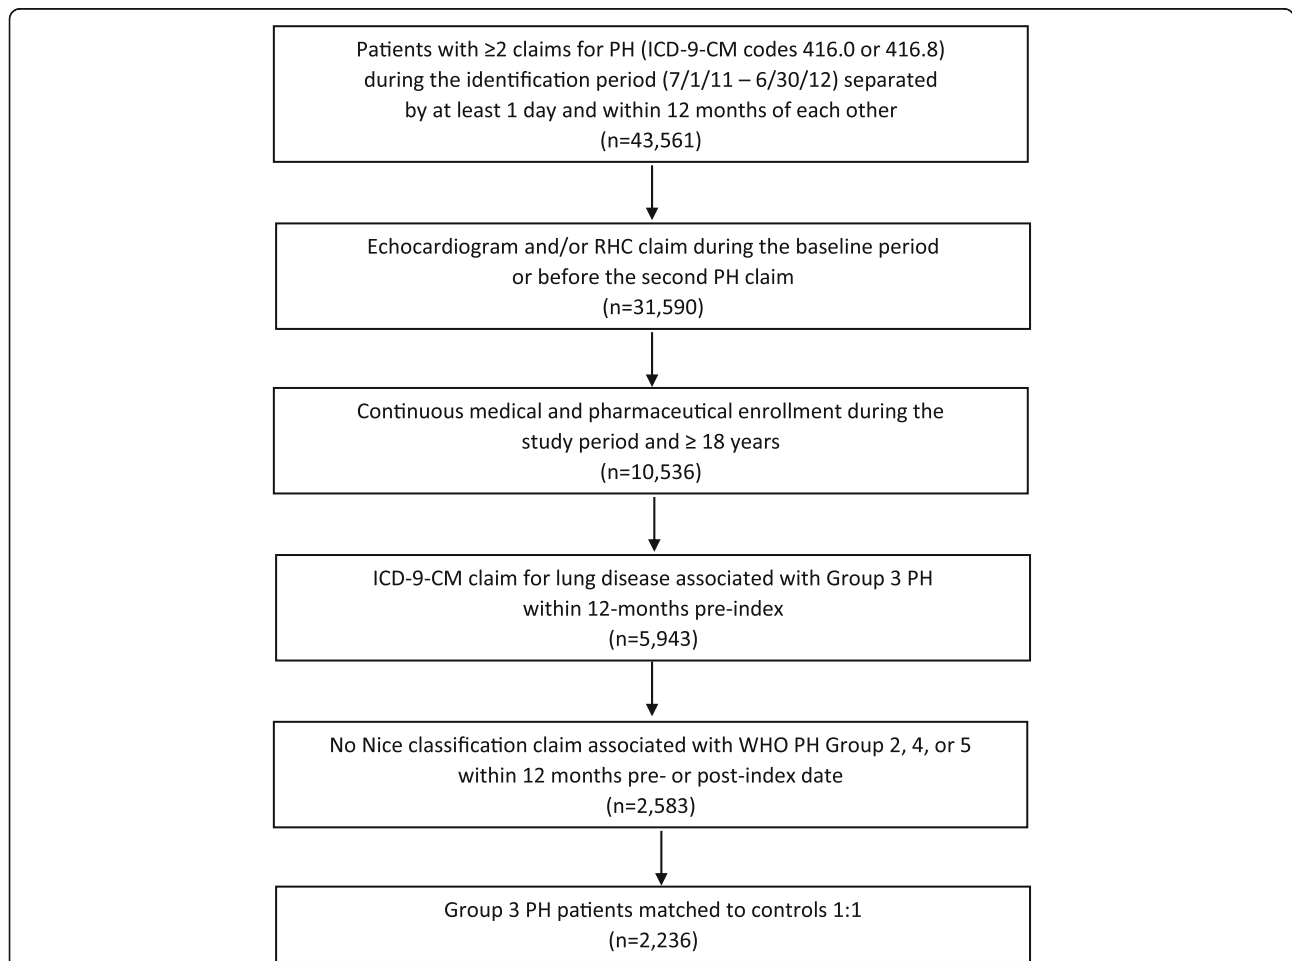 Patients with ≥2 claims for PH (ICD-9-CM codes 416.0 or 416.8)
during the identification period (7/1/11 – 6/30/12) separated
by at least 1 day and within 12 months of each other
(n=43,561)
Echocardiogram and/or RHC claim during the baseline period
or before the second PH claim
(n=31,590)
Continuous medical and pharmaceutical enrollment during the
study period and ≥ 18 years
(n=10,536)
ICD-9-CM claim for lung disease associated with Group 3 PH
within 12-months pre-index
(n=5,943)
No Nice classification claim associated with WHO PH Group 2, 4, or 5
within 12 months pre- or post-index date
(n=2,583)
Group 3 PH patients matched to controls 1:1
(n=2,236)